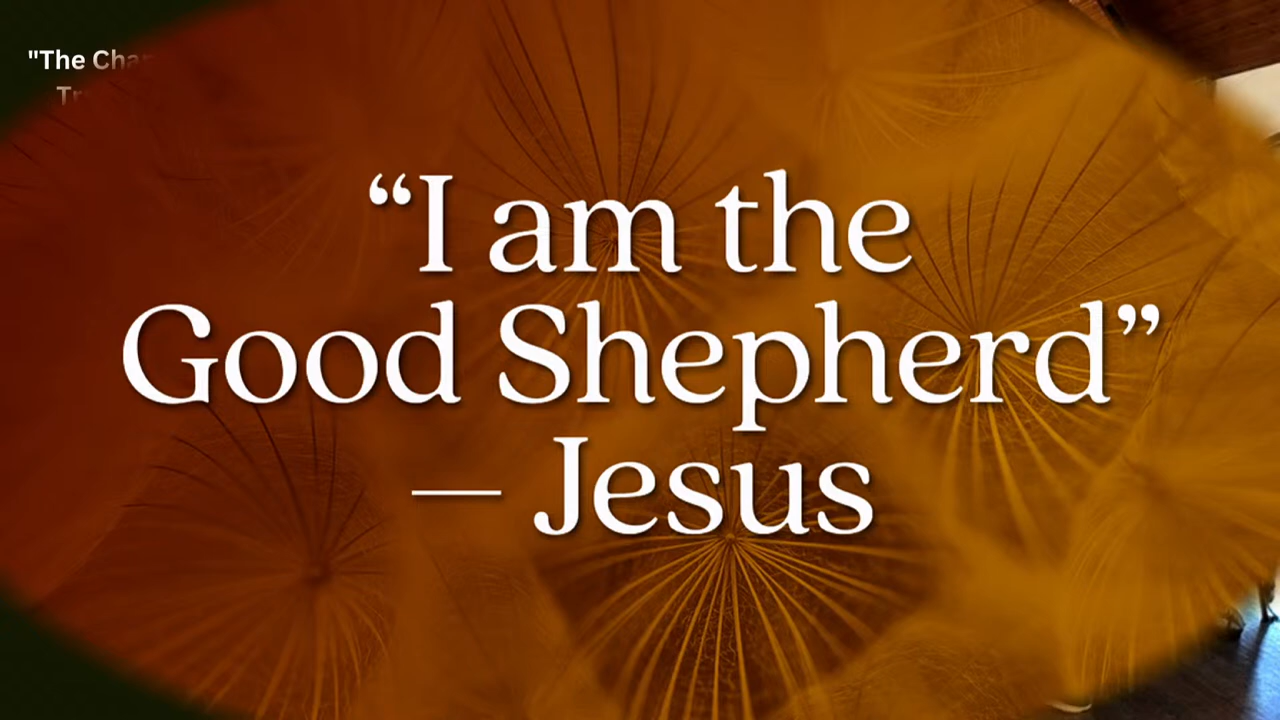 "The
“I am the
Good Shepherd”
— Jesus